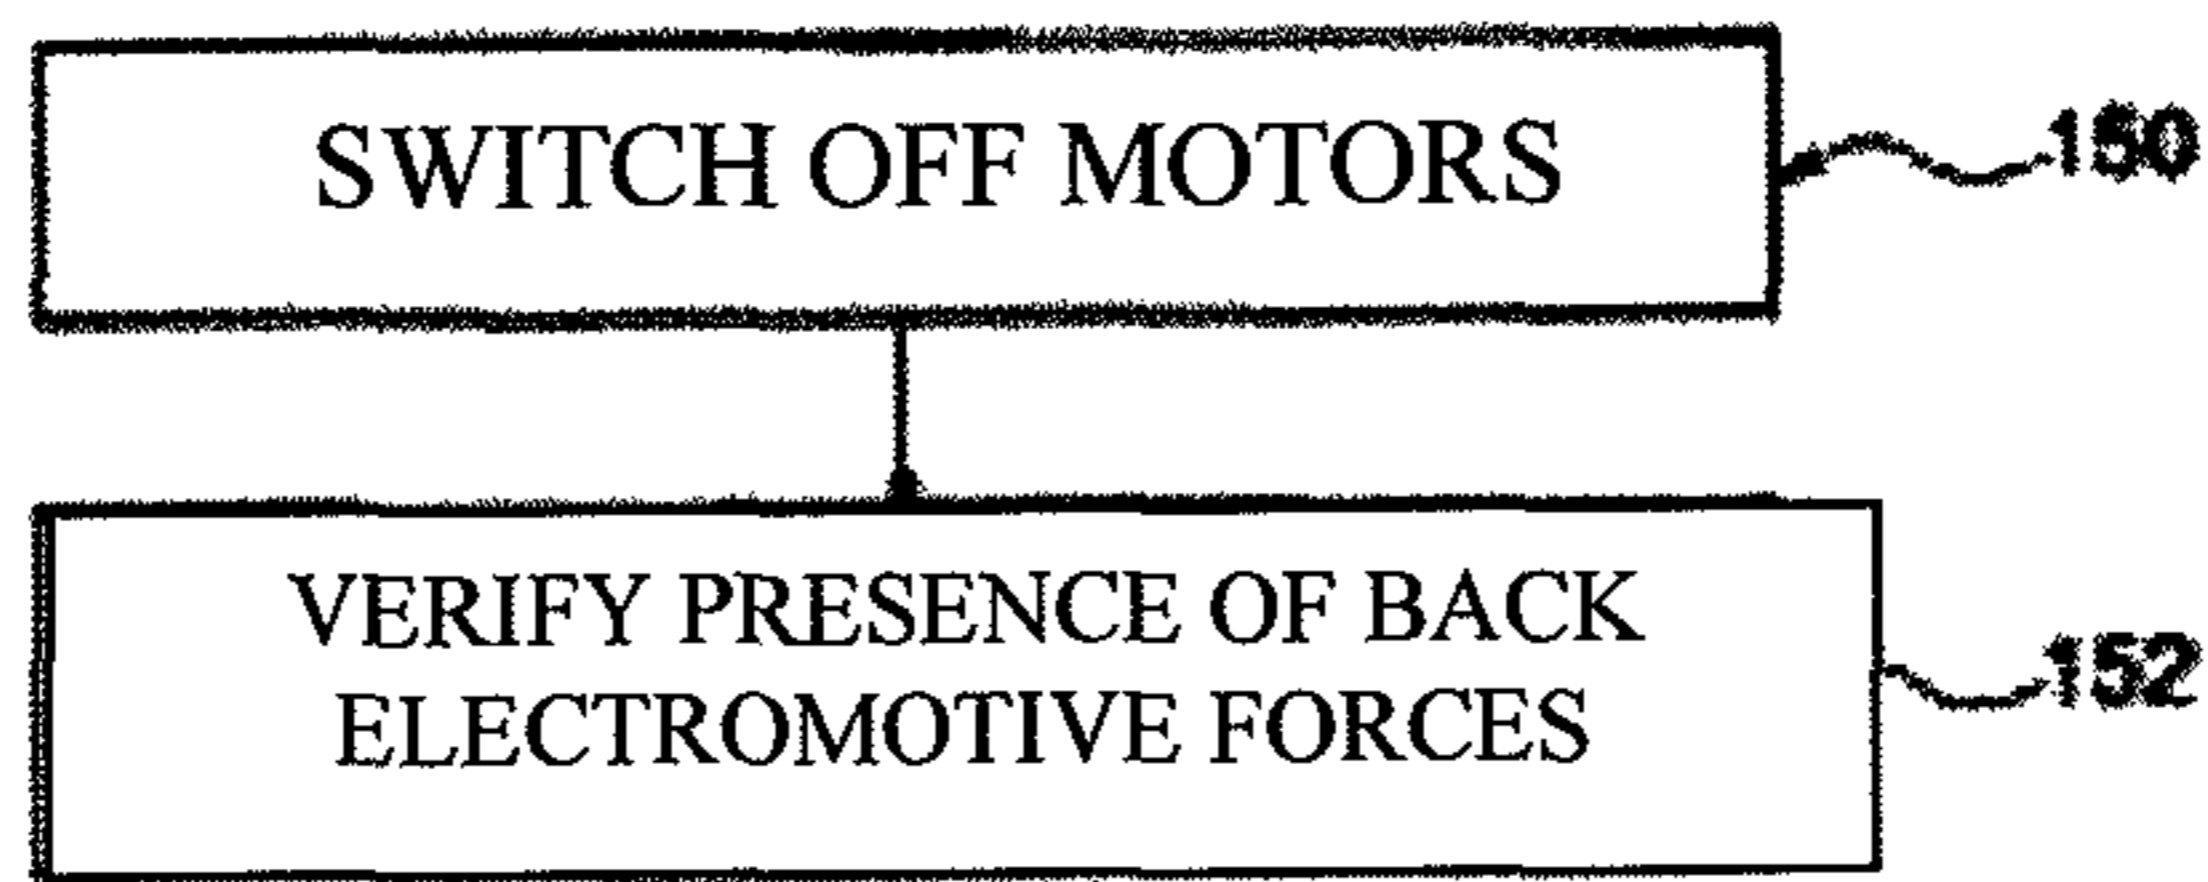 SWITCH OFF MOTORS
150
VERIFY PRESENCE OF BACK
ELECTROMOTIVE FORCES
152